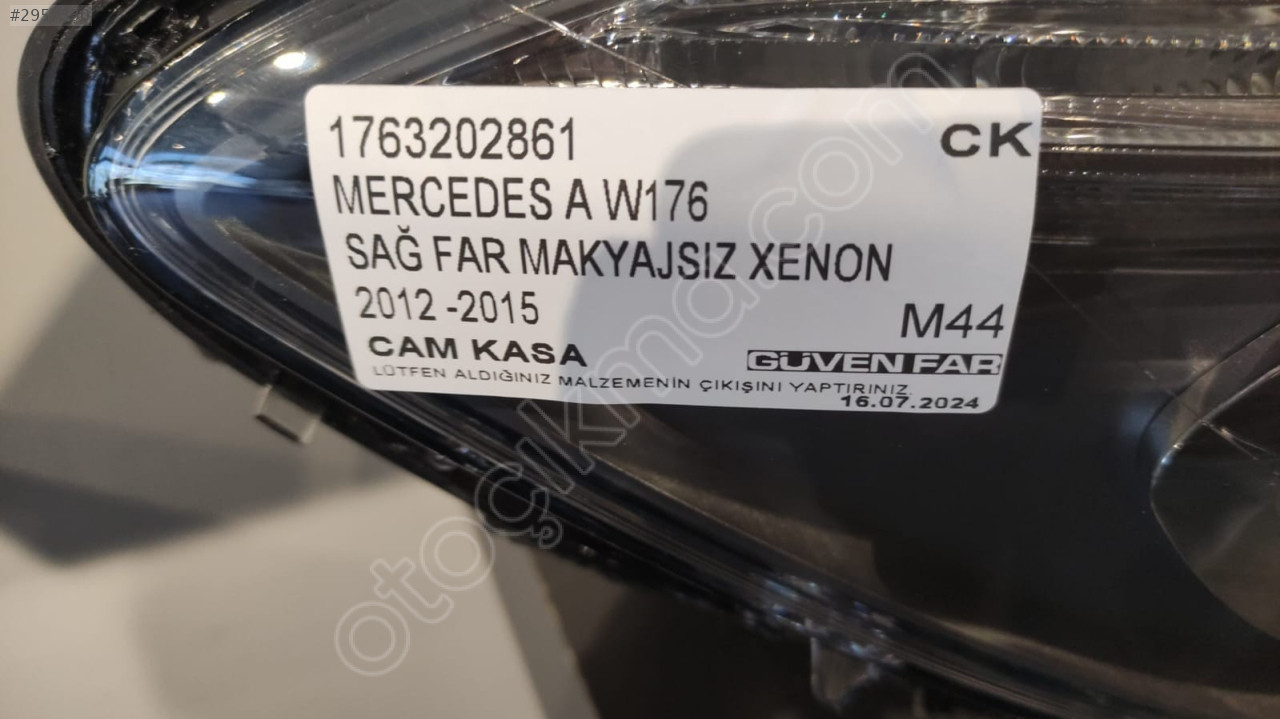 1763202861
CK
MERCEDES A W176
SAĞ FAR MAKYAJSIZ XENON
2012 -2015
M44
CAM KASA
GÜVEN FAR
LÜTFEN ALDIĞINIZ MALZEMENİN ÇIKIŞINI YAPTIRINIZ.
16.07.2024
otoçıkma.com